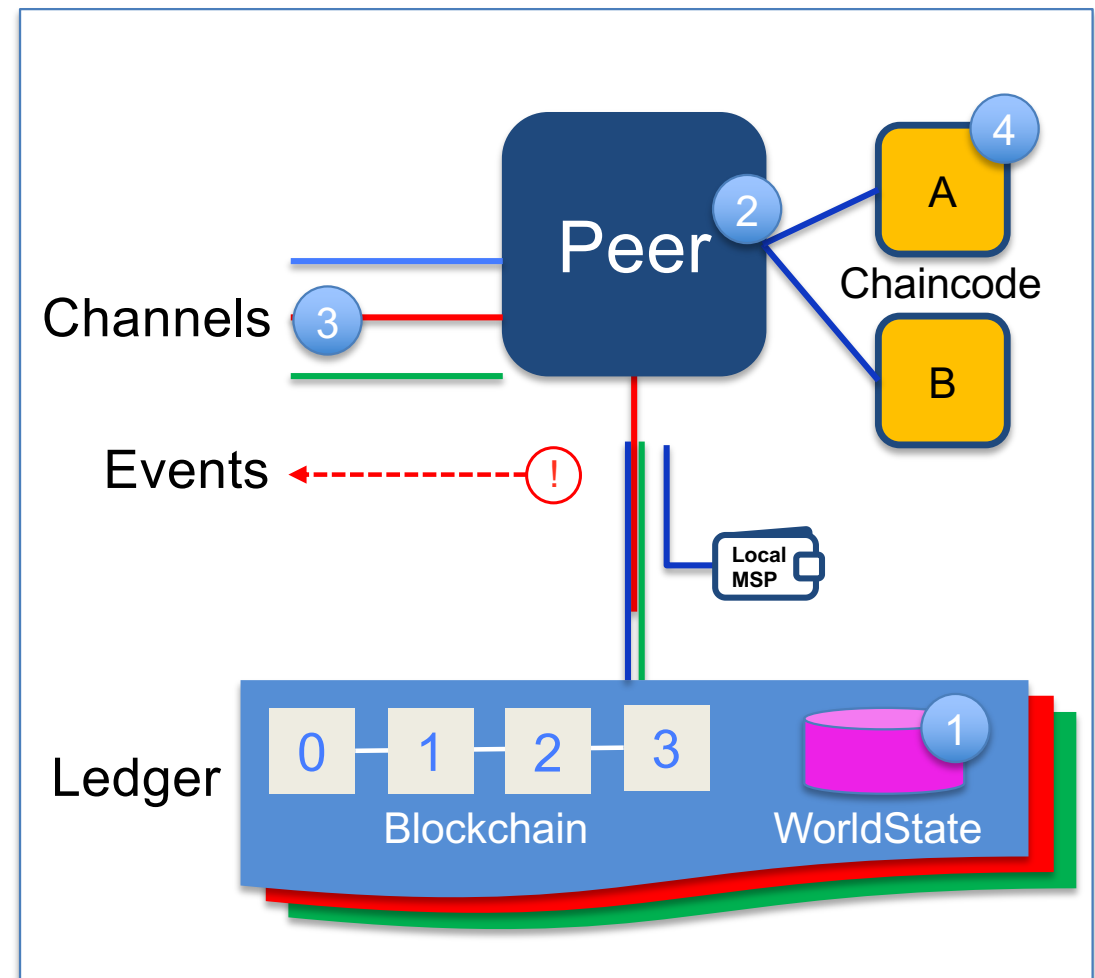 4
A
2
Peer
Chaincode
Channels
3
B
Events
!
Local
MSP
Ledger
0
1
2
3
1
Blockchain
WorldState